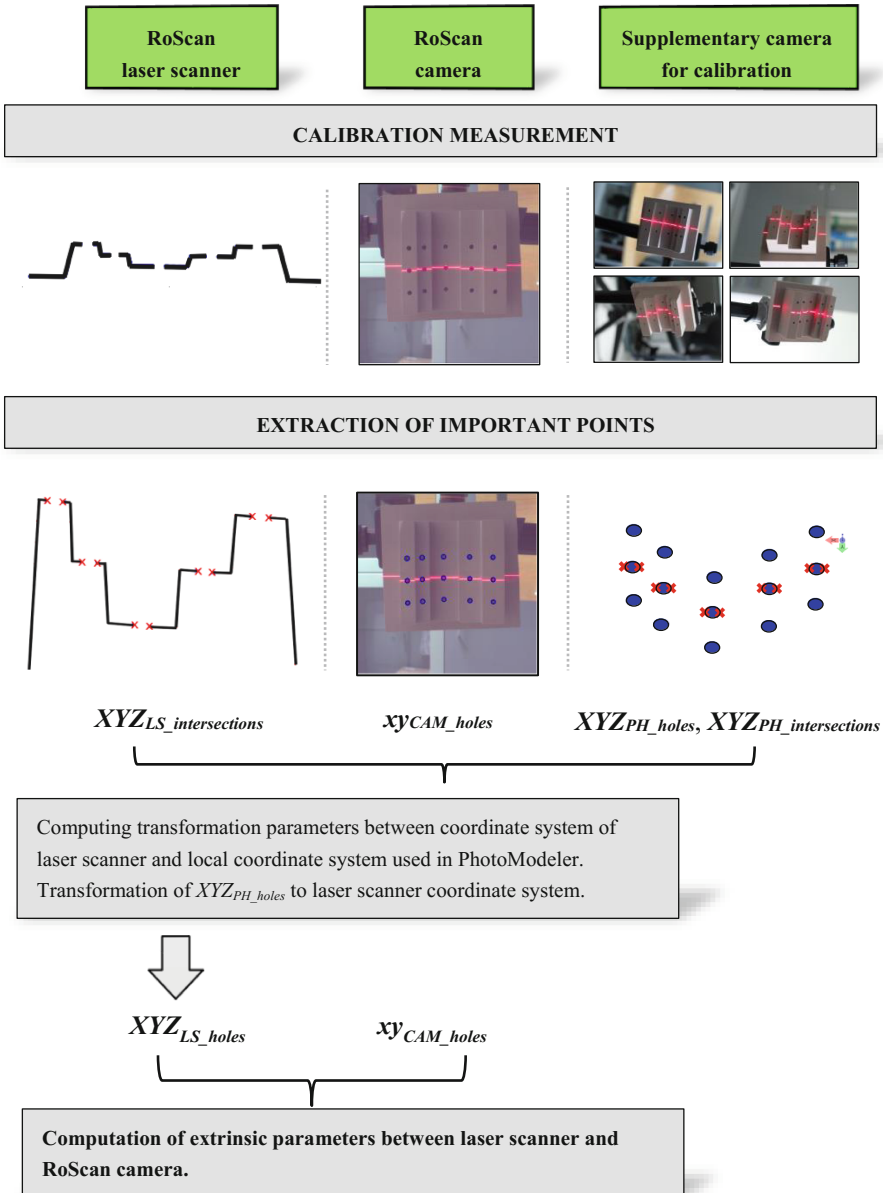 RoScan
laser scanner
RoScan
camera
Supplementary camera
for calibration
CALIBRATION MEASUREMENT
EXTRACTION OF IMPORTANT POINTS
XYZLS_intersections
xyCAM_holes
XYZPH_holes, XYZPH_intersections
Computing transformation parameters between coordinate system of
laser scanner and local coordinate system used in PhotoModeler.
Transformation of XYZPH_holes to laser scanner coordinate system.
XYZLS_holes
xyCAM_holes
Computation of extrinsic parameters between laser scanner and
RoScan camera.